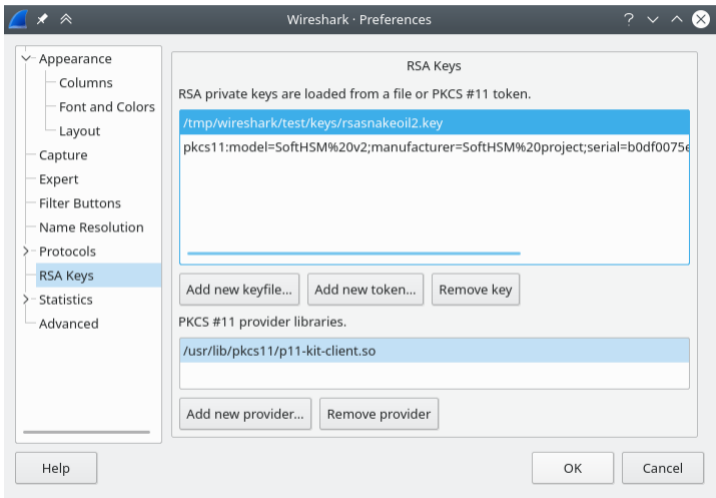 Wireshark · Preferences
Appearance
Columns
Font and Colors
Layout
Capture
Expert
Filter Buttons
Name Resolution
Protocols
RSA Keys
Statistics
Advanced
RSA Keys
RSA private keys are loaded from a file or PKCS #11 token.
/tmp/wireshark/test/keys/rsasnakeoil2.key
pkcs11:model=SoftHSM%20v2;manufacturer=SoftHSM%20project;serial=b0df0075e
Add new keyfile... Add new token... Remove key
PKCS #11 provider libraries.
/usr/lib/pkcs11/p11-kit-client.so
Add new provider... Remove provider
Help OK Cancel